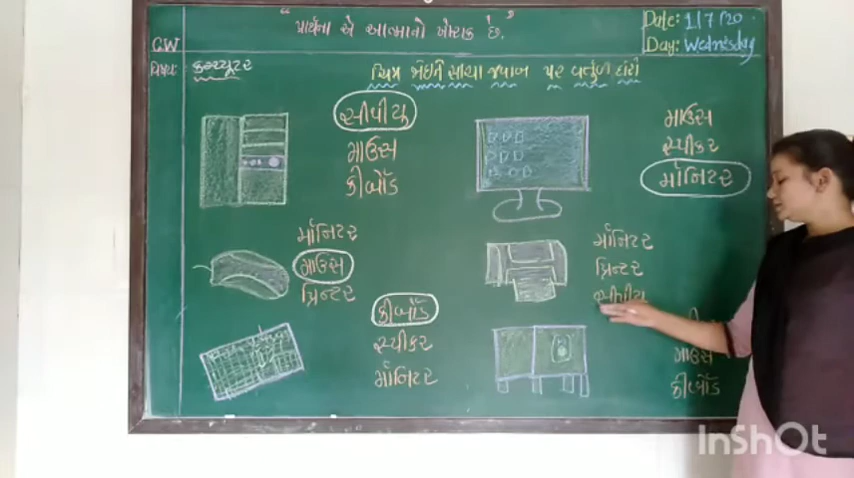 “પ્રાર્થના એ આત્માનો ખોરાક છે.”
Date: 1/7/20
Day: Wednesday
CW
વિષય: કમ્પ્યૂટર
ચિત્ર જોઈને સાચા જવાબ પર વર્તુળ દોરો
સીપીયૂ
માઉસ
કીબૉર્ડ
માઉસ
સ્પીકર
મૉનિટર
મૉનિટર
માઉસ
પ્રિન્ટર
મૉનિટર
પ્રિન્ટર
સીપીયૂ
કીબૉર્ડ
સ્પીકર
મૉનિટર
માઉસ
કીબૉર્ડ
InShOt